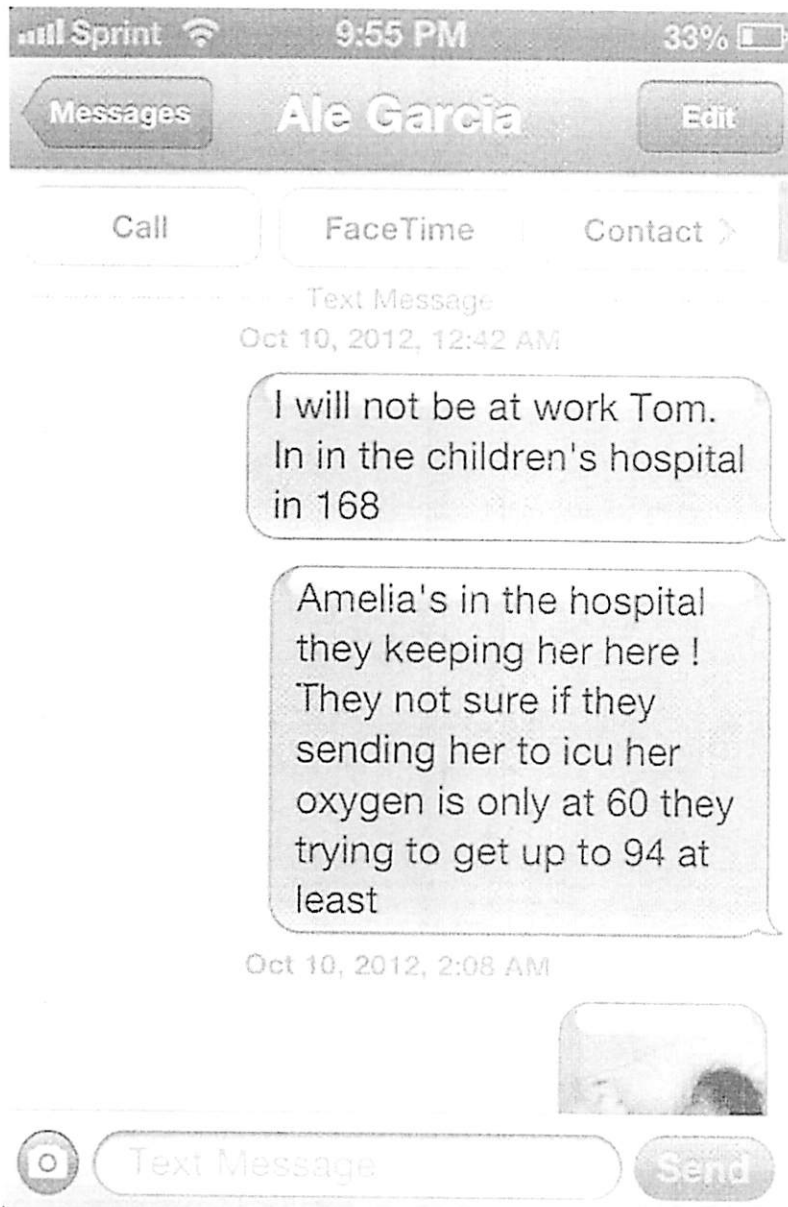 Sprint 9:55 PM 33%
Messages Ale Garcia Edit
Call FaceTime Contact
Text Message
Oct 10, 2012, 12:42 AM
I will not be at work Tom.
In in the children's hospital
in 168
Amelia's in the hospital
they keeping her here !
They not sure if they
sending her to icu her
oxygen is only at 60 they
trying to get up to 94 at
least
Oct 10, 2012, 2:08 AM
Text Message Send